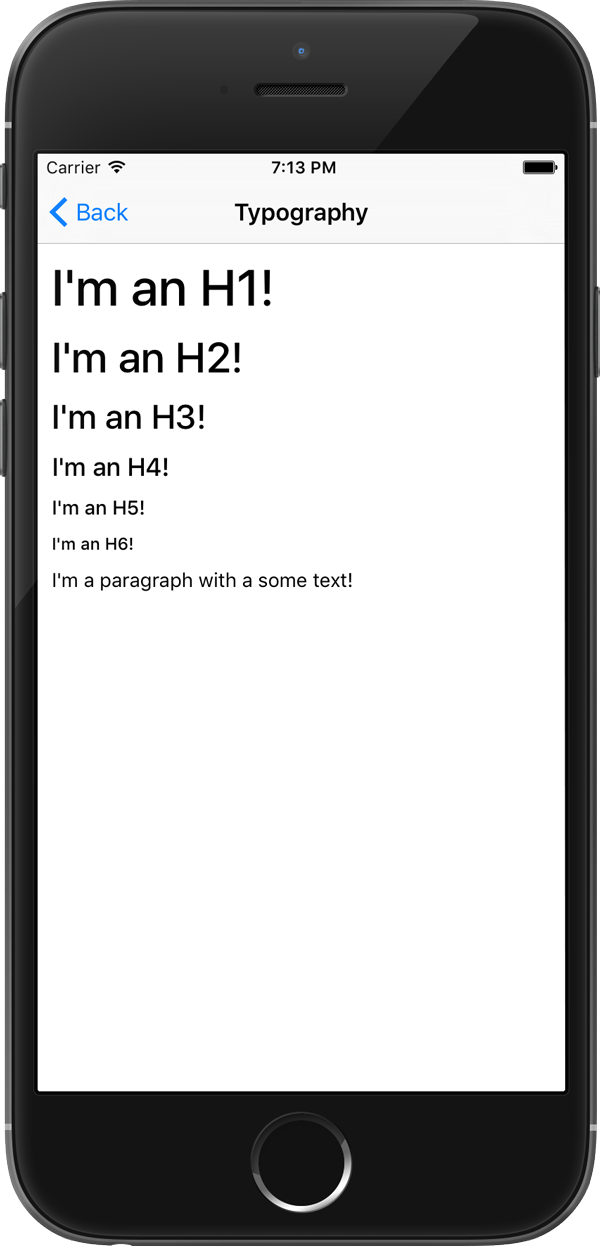 Carrier 7:13 PM
Back Typography
I'm an H1!
I'm an H2!
I'm an H3!
I'm an H4!
I'm an H5!
I'm an H6!
I'm a paragraph with a some text!